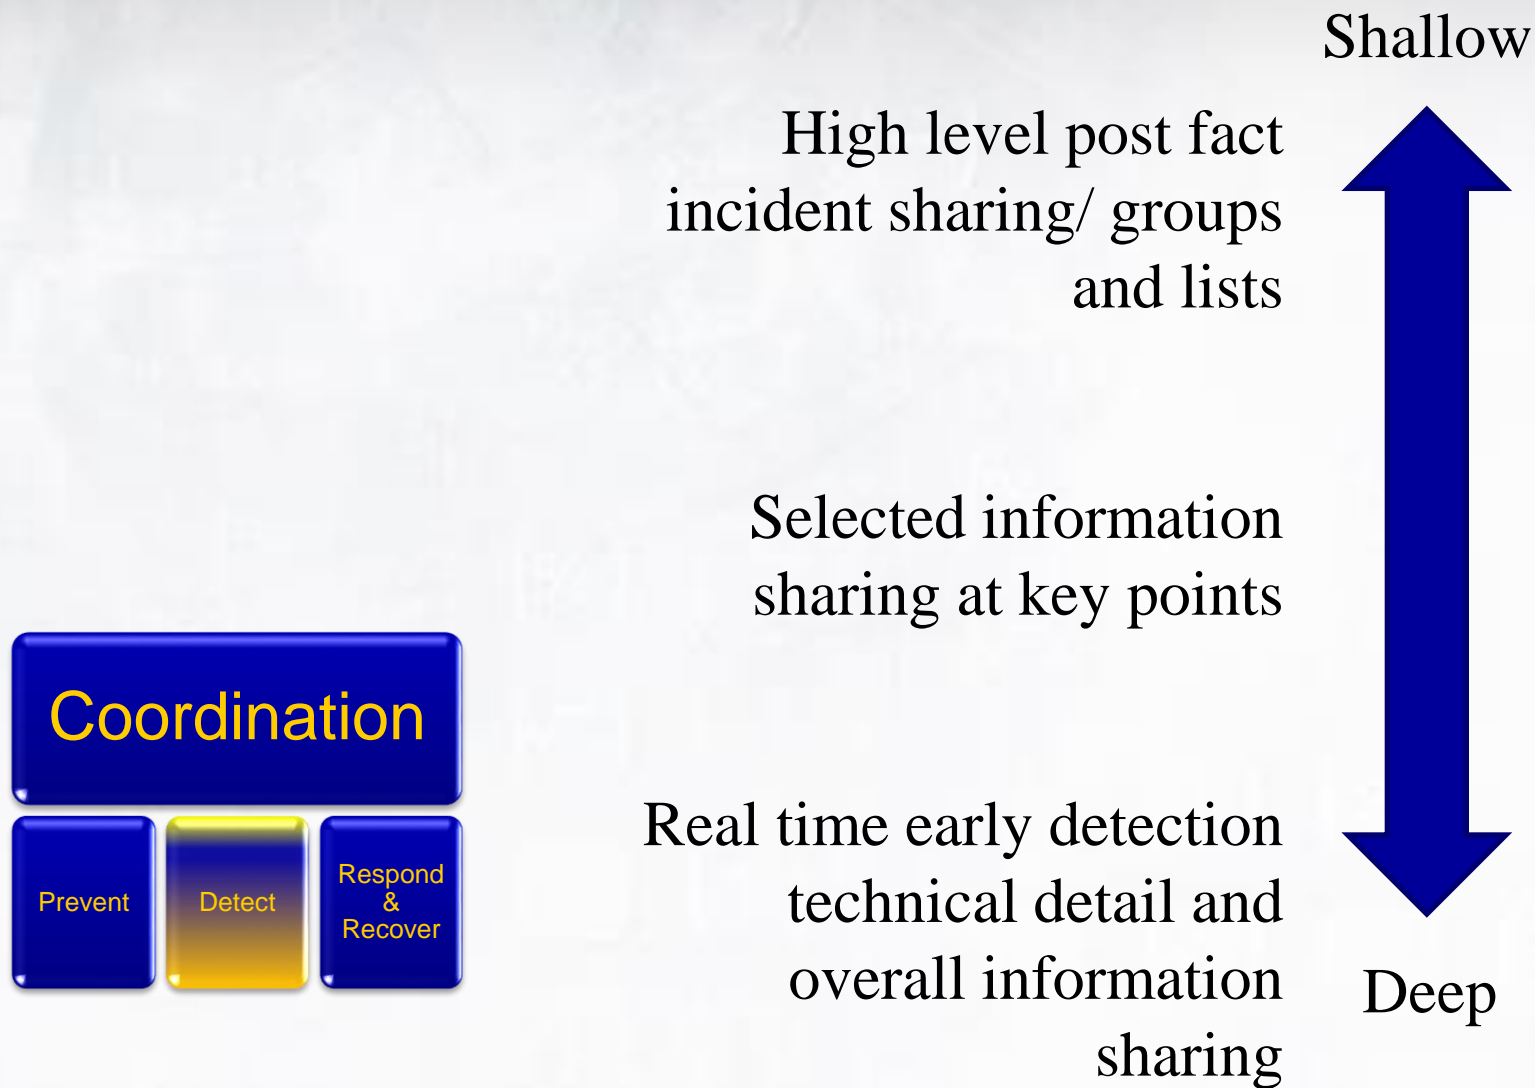 Shallow
High level post fact
incident sharing/ groups
and lists
Selected information
sharing at key points
Real time early detection
technical detail and
overall information
sharing
Deep
Coordination
Prevent
Detect
Respond
&
Recover